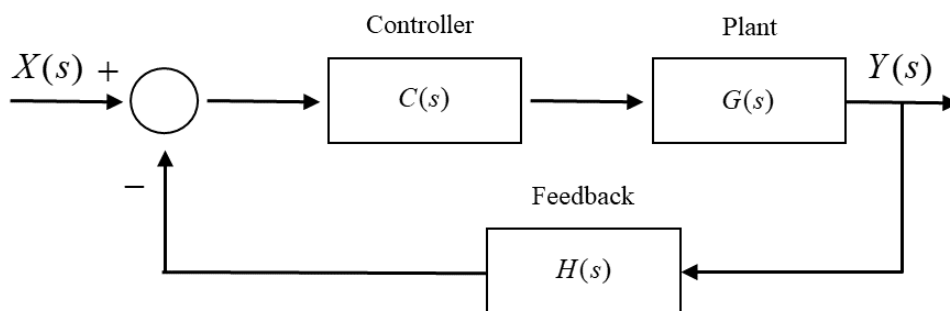 Controller
Plant
X(s) +
C(s)
G(s)
Y(s)
−
Feedback
H(s)